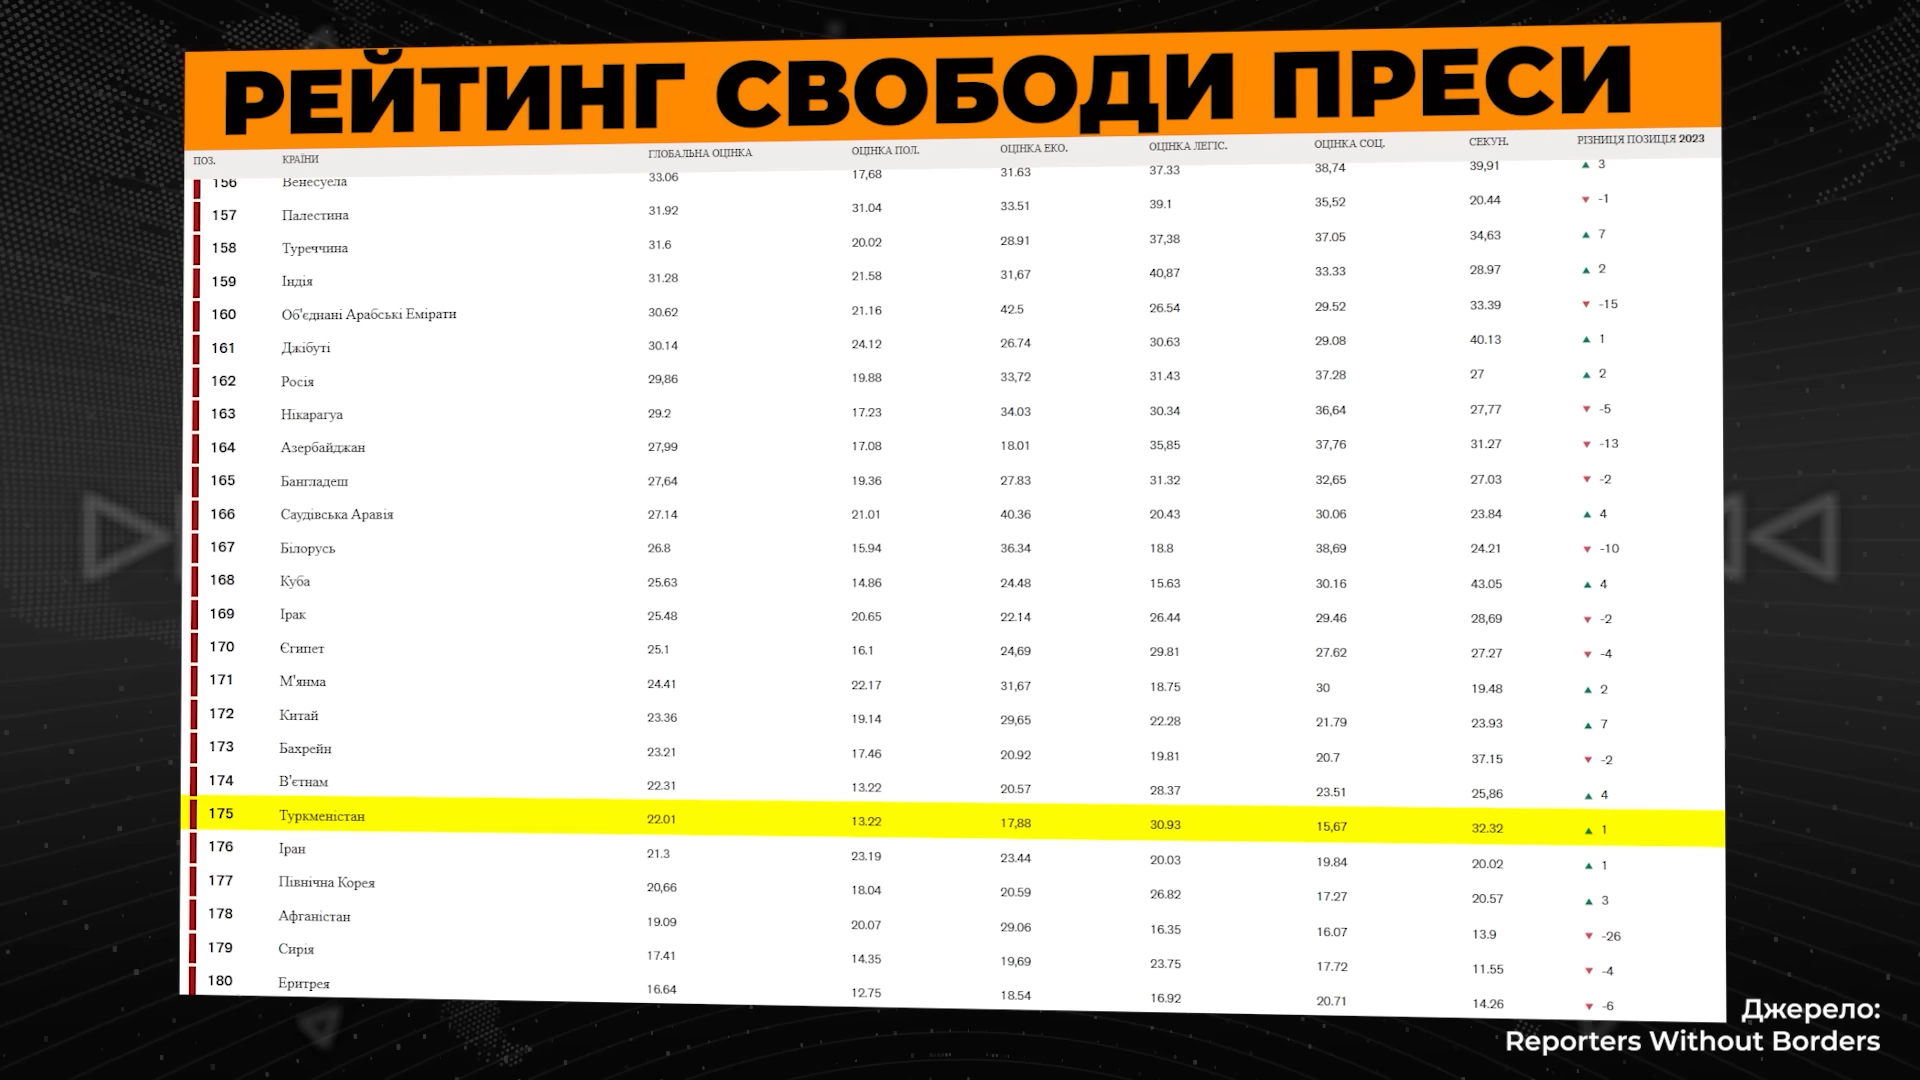 РЕЙТИНГ СВОБОДИ ПРЕСИ
ПОЗ. КРАЇНИ ГЛОБАЛЬНА ОЦІНКА ОЦІНКА ПОЛ. ОЦІНКА ЕКО. ОЦІНКА ЛЕГІС. ОЦІНКА СОЦ. СЕКУН. РІЗНИЦЯ ПОЗИЦІЯ 2023
156 Венесуела 33.06 17,68 31.63 37.33 38,74 39,91 ▲ 3
157 Палестина 31.92 31.04 33.51 39.1 35,52 20.44 ▼ -1
158 Туреччина 31.6 20.02 28.91 37,38 37.05 34,63 ▲ 7
159 Індія 31.28 21.58 31,67 40,87 33.33 28.97 ▲ 2
160 Об'єднані Арабські Емірати 30.62 21.16 42.5 26.54 29.52 33.39 ▼ -15
161 Джібуті 30.14 24.12 26.74 30.63 29.08 40.13 ▲ 1
162 Росія 29,86 19.88 33,72 31.43 37.28 27 ▲ 2
163 Нікарагуа 29.2 17.23 34.03 30.34 36,64 27,77 ▼ -5
164 Азербайджан 27,99 17.08 18.01 35,85 37,76 31.27 ▼ -13
165 Бангладеш 27,64 19.36 27.83 31.32 32,65 27.03 ▼ -2
166 Саудівська Аравія 27.14 21.01 40.36 20.43 30.06 23.84 ▲ 4
167 Білорусь 26.8 15.94 36.34 18.8 38,69 24.21 ▼ -10
168 Куба 25.63 14.86 24.48 15.63 30.16 43.05 ▲ 4
169 Ірак 25.48 20.65 22.14 26.44 29.46 28,69 ▼ -2
170 Єгипет 25.1 16.1 24,69 29.81 27.62 27.27 ▼ -4
171 М'янма 24.41 22.17 31,67 18.75 30 19.48 ▲ 2
172 Китай 23.36 19.14 29,65 22.28 21.79 23.93 ▲ 7
173 Бахрейн 23.21 17.46 20.92 19.81 20.7 37.15 ▼ -2
174 В'єтнам 22.31 13.22 20.57 28.37 23.51 25,86 ▲ 4
175 Туркменістан 22.01 13.22 17,88 30.93 15,67 32.32 ▲ 1
176 Іран 21.3 23.19 23.44 20.03 19.84 20.02 ▲ 1
177 Північна Корея 20,66 18.04 20.59 26.82 17.27 20.57 ▲ 3
178 Афганістан 19.09 20.07 29.06 16.35 16.07 13.9 ▼ -26
179 Сирія 17.41 14.35 19,69 23.75 17.72 11.55 ▼ -4
180 Еритрея 16.64 12.75 18.54 16.92 20.71 14.26 ▼ -6
Джерело:
Reporters Without Borders